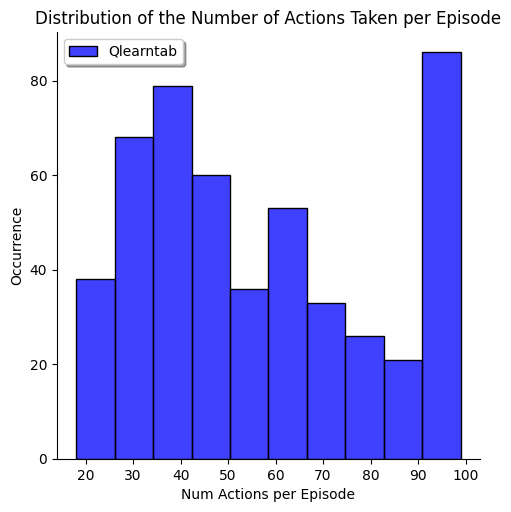 Distribution of the Number of Actions Taken per Episode
Qlearntab
80
60
40
20
0
Occurrence
20 30 40 50 60 70 80 90 100
Num Actions per Episode